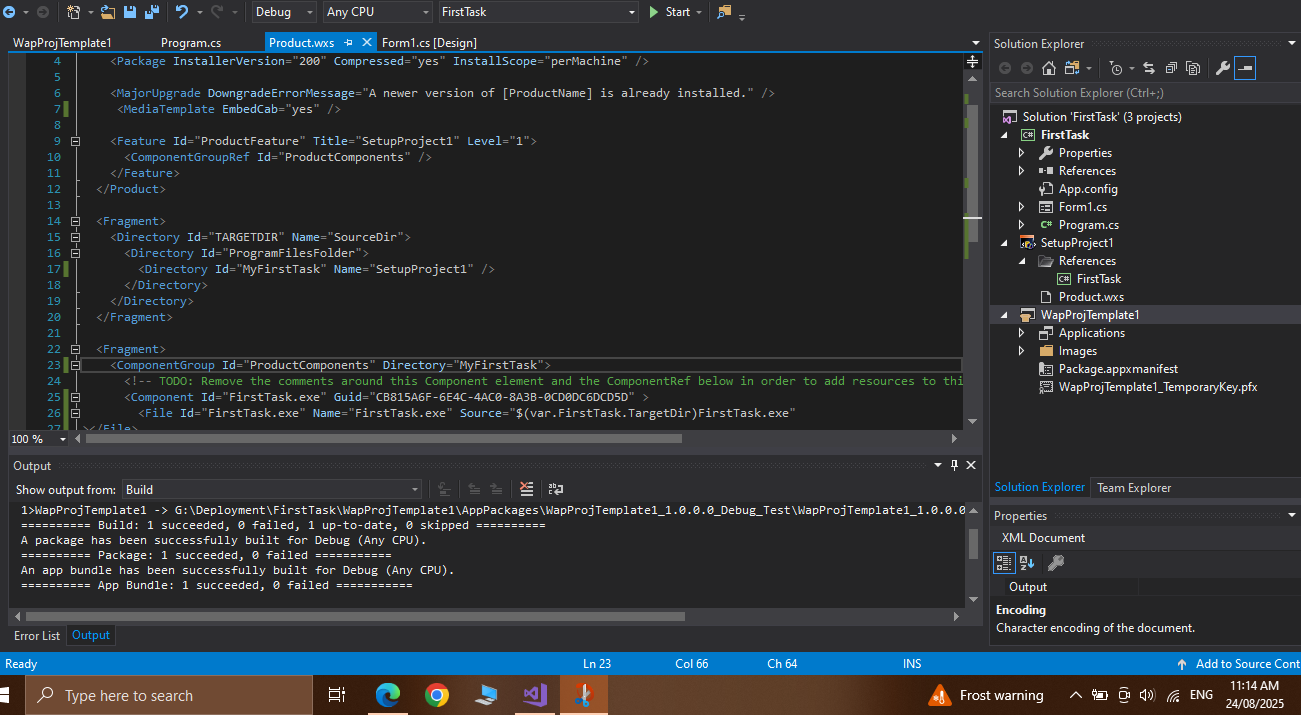 Debug
Any CPU
FirstTask
Start
WapProjTemplate1
Program.cs
Product.wxs
Form1.cs [Design]
4 <Package InstallerVersion="200" Compressed="yes" InstallScope="perMachine" />
5
6 <MajorUpgrade DowngradeErrorMessage="A newer version of [ProductName] is already installed." />
7 <MediaTemplate EmbedCab="yes" />
8
9 <Feature Id="ProductFeature" Title="SetupProject1" Level="1">
10 <ComponentGroupRef Id="ProductComponents" />
11 </Feature>
12 </Product>
13
14 <Fragment>
15 <Directory Id="TARGETDIR" Name="SourceDir">
16 <Directory Id="ProgramFilesFolder">
17 <Directory Id="MyFirstTask" Name="SetupProject1" />
18 </Directory>
19 </Directory>
20 </Fragment>
21
22 <Fragment>
23 <ComponentGroup Id="ProductComponents" Directory="MyFirstTask">
24 <!-- TODO: Remove the comments around this Component element and the ComponentRef below in order to add resources to thi
25 <Component Id="FirstTask.exe" Guid="CB815A6F-6E4C-4AC0-8A3B-0CD0DC6DCD5D" >
26 <File Id="FirstTask.exe" Name="FirstTask.exe" Source="$(var.FirstTask.TargetDir)FirstTask.exe"
27 ></File>
100 %
Output
Show output from: Build
1>WapProjTemplate1 -> G:\Deployment\FirstTask\WapProjTemplate1\AppPackages\WapProjTemplate1_1.0.0.0_Debug_Test\WapProjTemplate1_1.0.0.0
========== Build: 1 succeeded, 0 failed, 1 up-to-date, 0 skipped ==========
A package has been successfully built for Debug (Any CPU).
========== Package: 1 succeeded, 0 failed ===========
An app bundle has been successfully built for Debug (Any CPU).
========== App Bundle: 1 succeeded, 0 failed ===========
Error List
Output
Solution Explorer
Search Solution Explorer (Ctrl+;)
Solution 'FirstTask' (3 projects)
C# FirstTask
Properties
References
App.config
Form1.cs
C# Program.cs
SetupProject1
References
C# FirstTask
Product.wxs
WapProjTemplate1
Applications
Images
Package.appxmanifest
WapProjTemplate1_TemporaryKey.pfx
Solution Explorer
Team Explorer
Properties
XML Document
Output
Encoding
Character encoding of the document.
Ready
Ln 23
Col 66
Ch 64
INS
Add to Source Cont
Type here to search
Frost warning
ENG
11:14 AM
24/08/2025